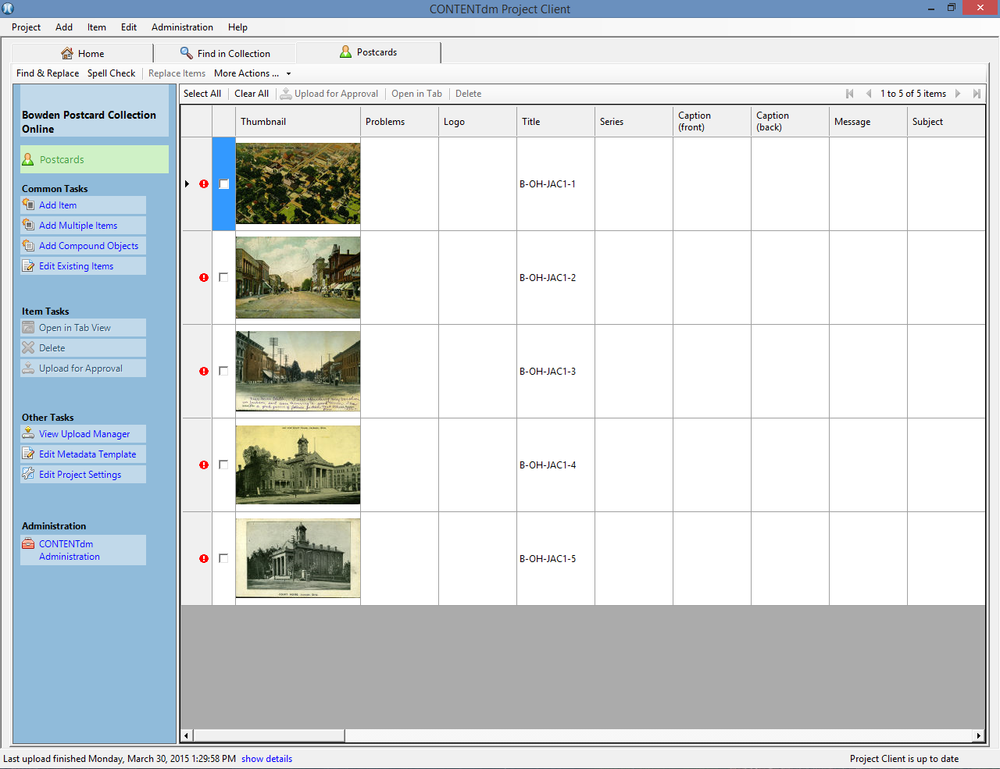 CONTENTdm Project Client
Project Add Item Edit Administration Help
Home Find in Collection Postcards
Find & Replace Spell Check Replace Items More Actions ...
Select All Clear All Upload for Approval Open in Tab Delete 1 to 5 of 5 items
Bowden Postcard Collection
Online
Postcards
Common Tasks
Add Item
Add Multiple Items
Add Compound Objects
Edit Existing Items
Item Tasks
Open in Tab View
Delete
Upload for Approval
Other Tasks
View Upload Manager
Edit Metadata Template
Edit Project Settings
Administration
CONTENTdm
Administration
Thumbnail Problems Logo Title Series Caption (front) Caption (back) Message Subject
B-OH-JAC1-1
B-OH-JAC1-2
B-OH-JAC1-3
B-OH-JAC1-4
B-OH-JAC1-5
Last upload finished Monday, March 30, 2015 1:29:58 PM show details Project Client is up to date